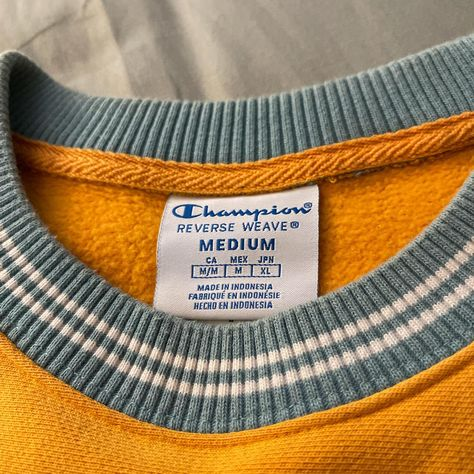 Champion®
REVERSE WEAVE®
MEDIUM
CA MEX JPN
M/M M XL
MADE IN INDONESIA
FABRIQUÉ EN INDONÉSIE
HECHO EN INDONESIA